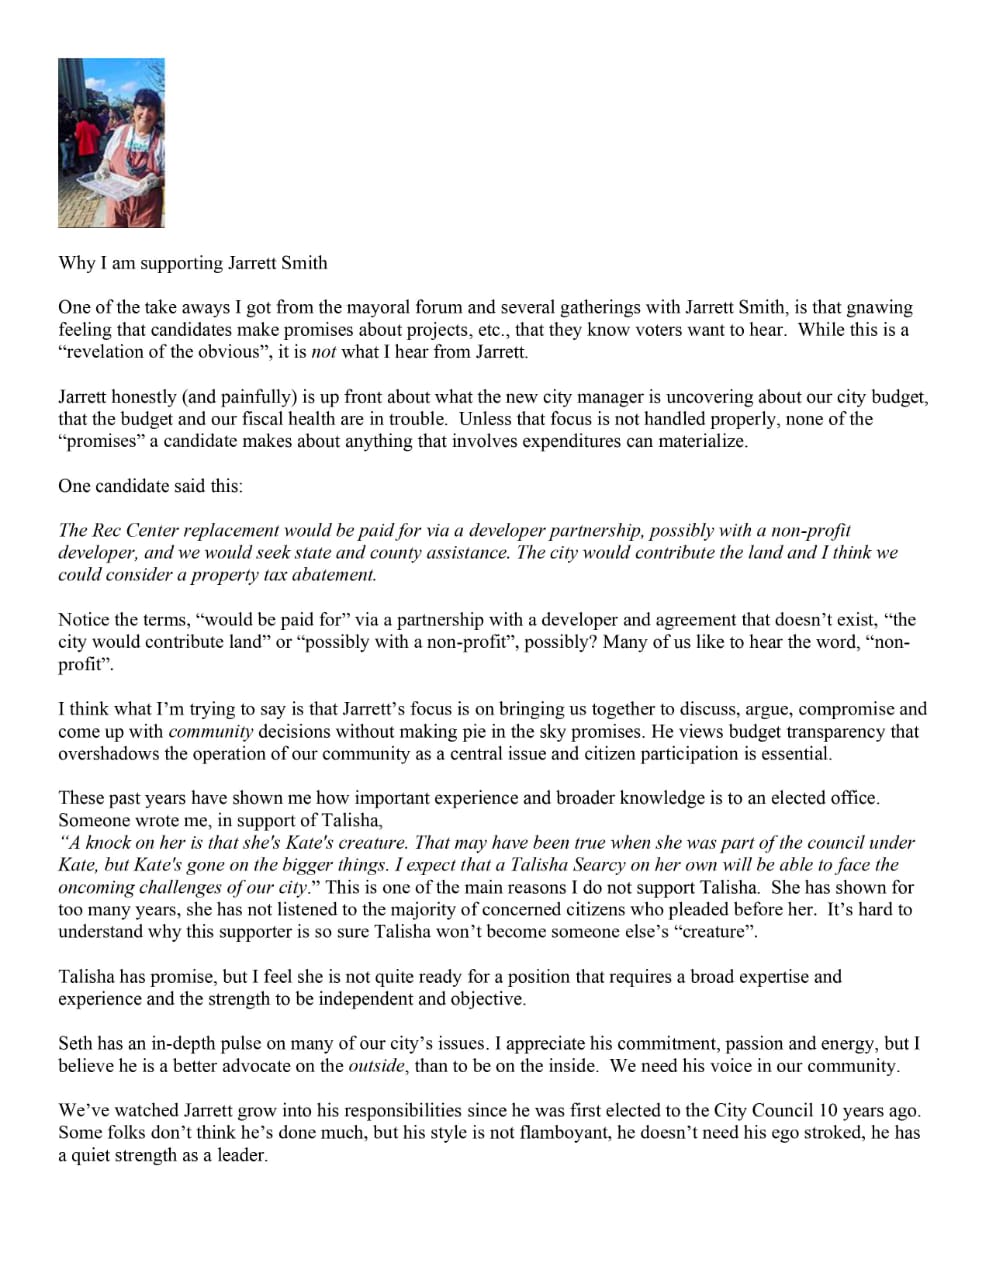 Why I am supporting Jarrett Smith
One of the take aways I got from the mayoral forum and several gatherings with Jarrett Smith, is that gnawing
feeling that candidates make promises about projects, etc., that they know voters want to hear.  While this is a
“revelation of the obvious”, it is not what I hear from Jarrett.
Jarrett honestly (and painfully) is up front about what the new city manager is uncovering about our city budget,
that the budget and our fiscal health are in trouble.  Unless that focus is not handled properly, none of the
“promises” a candidate makes about anything that involves expenditures can materialize.
One candidate said this:
The Rec Center replacement would be paid for via a developer partnership, possibly with a non-profit
developer, and we would seek state and county assistance. The city would contribute the land and I think we
could consider a property tax abatement.
Notice the terms, “would be paid for” via a partnership with a developer and agreement that doesn’t exist, “the
city would contribute land” or “possibly with a non-profit”, possibly? Many of us like to hear the word, “non-
profit”.
I think what I’m trying to say is that Jarrett’s focus is on bringing us together to discuss, argue, compromise and
come up with community decisions without making pie in the sky promises. He views budget transparency that
overshadows the operation of our community as a central issue and citizen participation is essential.
These past years have shown me how important experience and broader knowledge is to an elected office.
Someone wrote me, in support of Talisha,
“A knock on her is that she's Kate's creature. That may have been true when she was part of the council under
Kate, but Kate's gone on the bigger things. I expect that a Talisha Searcy on her own will be able to face the
oncoming challenges of our city.” This is one of the main reasons I do not support Talisha.  She has shown for
too many years, she has not listened to the majority of concerned citizens who pleaded before her.  It’s hard to
understand why this supporter is so sure Talisha won’t become someone else’s “creature”.
Talisha has promise, but I feel she is not quite ready for a position that requires a broad expertise and
experience and the strength to be independent and objective.
Seth has an in-depth pulse on many of our city’s issues. I appreciate his commitment, passion and energy, but I
believe he is a better advocate on the outside, than to be on the inside.  We need his voice in our community.
We’ve watched Jarrett grow into his responsibilities since he was first elected to the City Council 10 years ago.
Some folks don’t think he’s done much, but his style is not flamboyant, he doesn’t need his ego stroked, he has
a quiet strength as a leader.